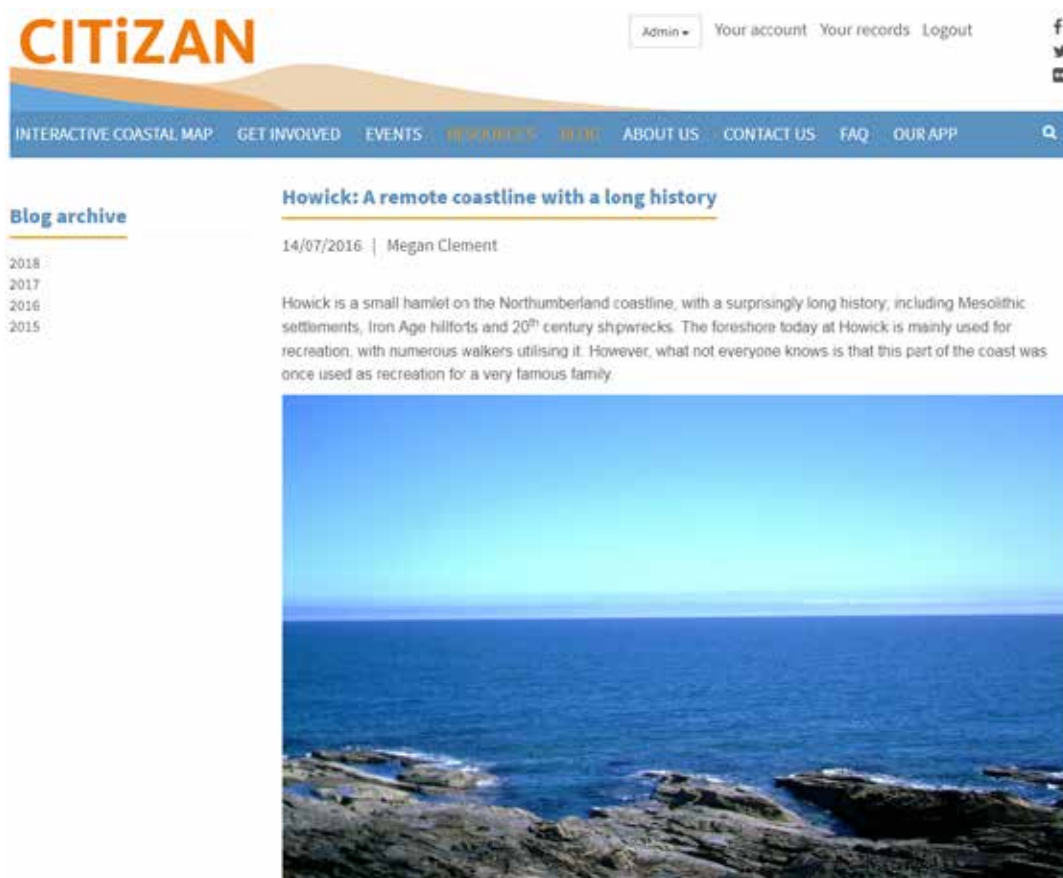 CITiZAN
Admin Your account Your records Logout
INTERACTIVE COASTAL MAP GET INVOLVED EVENTS RESOURCES BLOG ABOUT US CONTACT US FAQ OUR APP
Blog archive
2018
2017
2016
2015
Howick: A remote coastline with a long history
14/07/2016 | Megan Clement
Howick is a small hamlet on the Northumberland coastline, with a surprisingly long history, including Mesolithic
settlements, Iron Age hillforts and 20th century shipwrecks. The foreshore today at Howick is mainly used for
recreation, with numerous walkers utilising it. However, what not everyone knows is that this part of the coast was
once used as recreation for a very famous family.